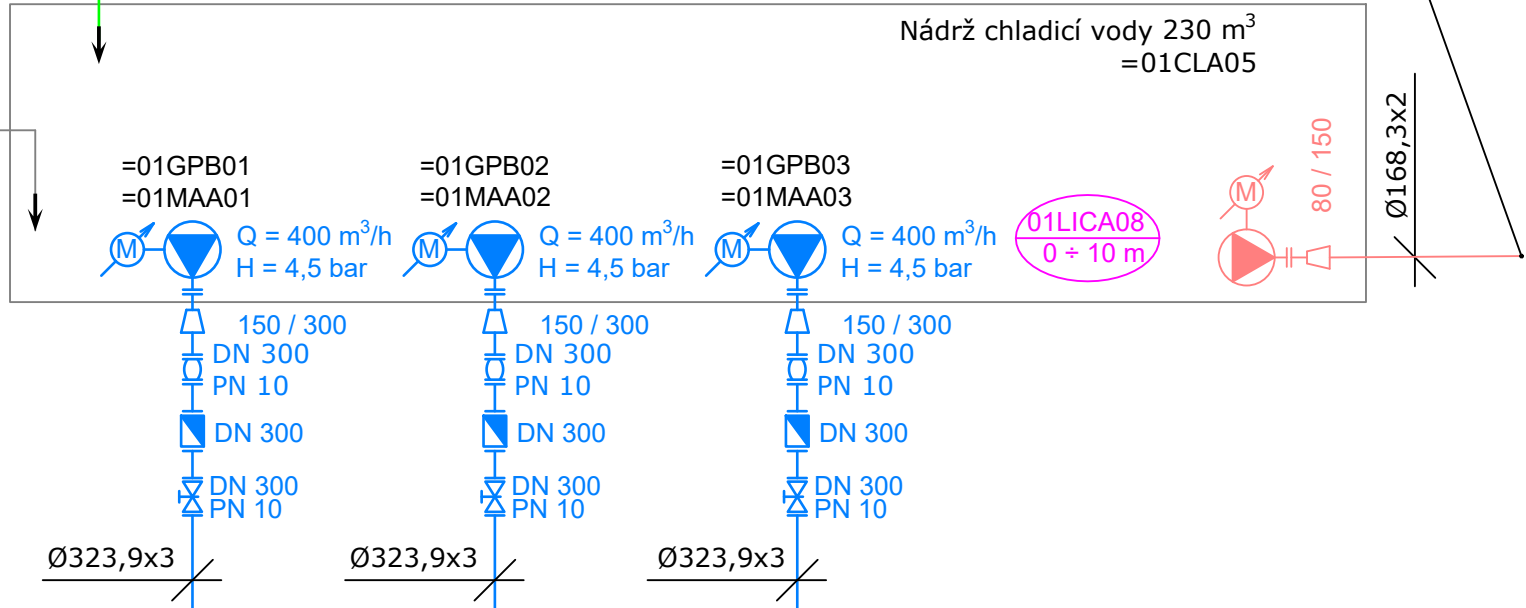 Nádrž chladicí vody 230 m³
=01CLA05
=01GPB01
=01MAA01
M
Q = 400 m³/h
H = 4,5 bar
150 / 300
DN 300
PN 10
DN 300
DN 300
PN 10
Ø323,9x3
=01GPB02
=01MAA02
M
Q = 400 m³/h
H = 4,5 bar
150 / 300
DN 300
PN 10
DN 300
DN 300
PN 10
Ø323,9x3
=01GPB03
=01MAA03
M
Q = 400 m³/h
H = 4,5 bar
150 / 300
DN 300
PN 10
DN 300
DN 300
PN 10
Ø323,9x3
01LICA08
0 ÷ 10 m
M
80 / 150
Ø168,3x2